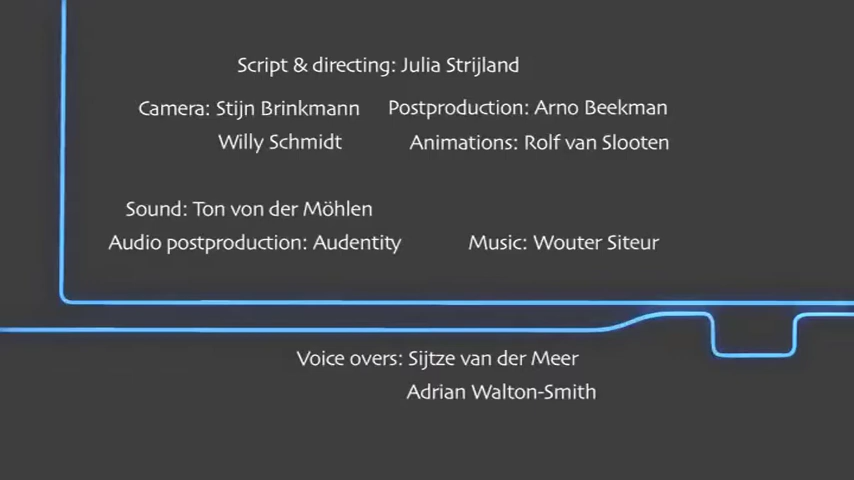 Script & directing: Julia Strijland
Camera: Stijn Brinkmann Postproduction: Arno Beekman
Willy Schmidt Animations: Rolf van Slooten
Sound: Ton von der Möhlen
Audio postproduction: Audentity Music: Wouter Siteur
Voice overs: Sijtze van der Meer
Adrian Walton-Smith